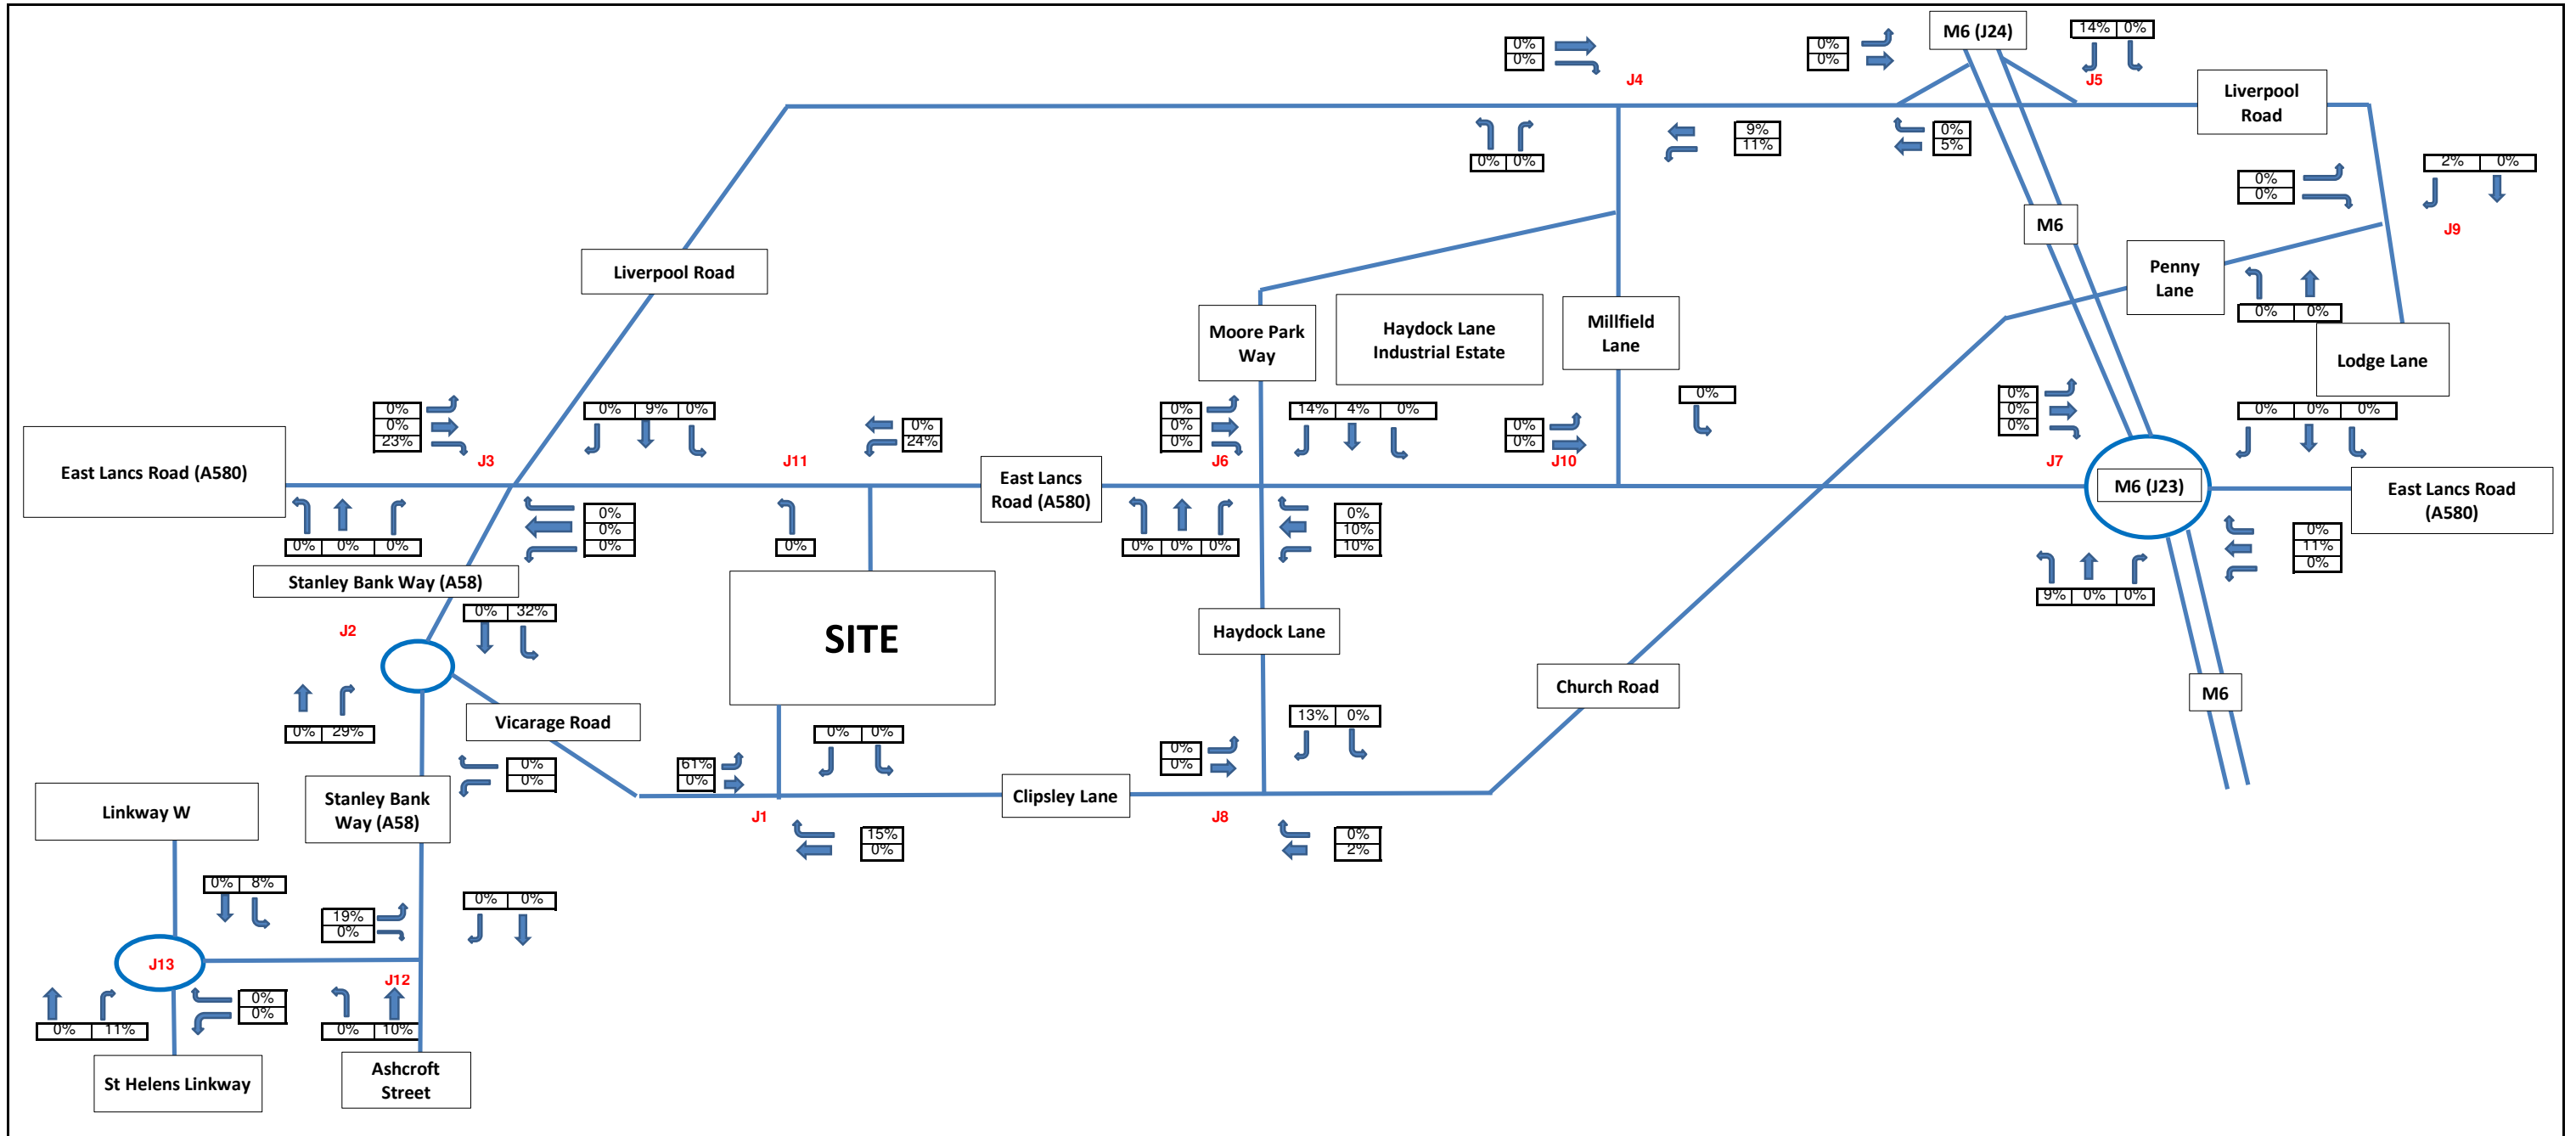 M6 (J24)
14% 0%
0%
0%
0%
0%
J4
J5
Liverpool
Road
9%
11%
0%
5%
0% 0%
2% 0%
0%
0%
J9
M6
Liverpool Road
Penny
Lane
0% 0%
Moore Park
Way
Haydock Lane
Industrial Estate
Millfield
Lane
Lodge Lane
0%
0%
23%
0% 9% 0%
0%
24%
0%
0%
0%
14% 4% 0%
0%
0%
0%
0%
0%
0%
0% 0% 0%
East Lancs Road (A580)
J3
J11
J6
J10
J7
East Lancs
Road (A580)
M6 (J23)
East Lancs Road
(A580)
0% 0% 0%
0%
0%
0%
0%
0% 0% 0%
0%
10%
10%
0%
11%
0%
9% 0% 0%
Stanley Bank Way (A58)
0% 32%
J2
SITE
Haydock Lane
Church Road
M6
0% 29%
Vicarage Road
0% 0%
13% 0%
0%
0%
61%
0%
0%
0%
Linkway W
Stanley Bank
Way (A58)
Clipsley Lane
J1
J8
15%
0%
0%
2%
0% 8%
19%
0%
0% 0%
J13
J12
0%
0%
0% 11%
0% 10%
St Helens Linkway
Ashcroft
Street